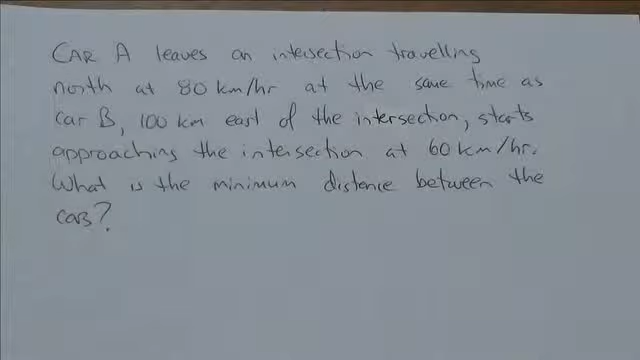 CAR A leaves an intersection travelling
north at 80 km/hr at the same time as
car B, 100 km east of the intersection, starts
approaching the intersection at 60 km/hr.
What is the minimum distance between the
cars?